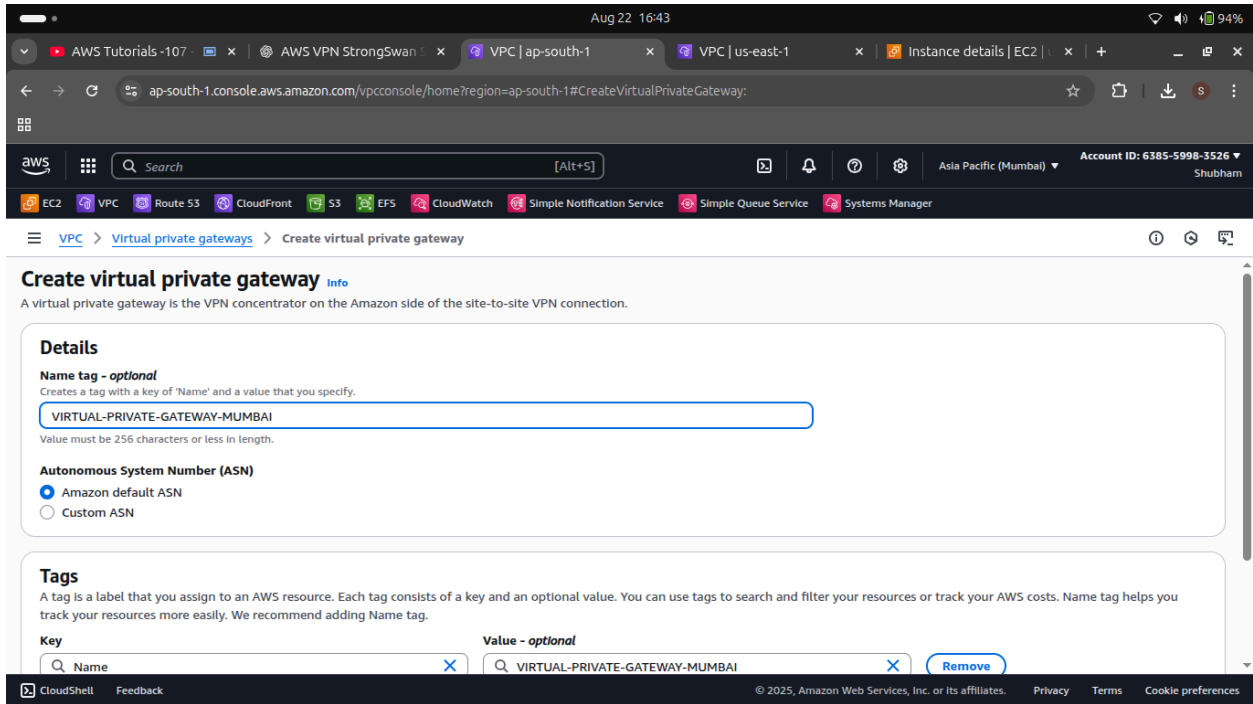 Aug 22 16:43
94%
AWS Tutorials -107 -
AWS VPN StrongSwan S
VPC | ap-south-1
VPC | us-east-1
Instance details | EC2 | u
ap-south-1.console.aws.amazon.com/vpcconsole/home?region=ap-south-1#CreateVirtualPrivateGateway:
S
aws
Search
[Alt+S]
Asia Pacific (Mumbai)
Account ID: 6385-5998-3526
Shubham
EC2
VPC
Route 53
CloudFront
S3
EFS
CloudWatch
Simple Notification Service
Simple Queue Service
Systems Manager
VPC > Virtual private gateways > Create virtual private gateway
Create virtual private gateway Info
A virtual private gateway is the VPN concentrator on the Amazon side of the site-to-site VPN connection.
Details
Name tag - optional
Creates a tag with a key of 'Name' and a value that you specify.
VIRTUAL-PRIVATE-GATEWAY-MUMBAI
Value must be 256 characters or less in length.
Autonomous System Number (ASN)
Amazon default ASN
Custom ASN
Tags
A tag is a label that you assign to an AWS resource. Each tag consists of a key and an optional value. You can use tags to search and filter your resources or track your AWS costs. Name tag helps you
track your resources more easily. We recommend adding Name tag.
Key
Value - optional
Name
VIRTUAL-PRIVATE-GATEWAY-MUMBAI
Remove
CloudShell
Feedback
© 2025, Amazon Web Services, Inc. or its affiliates.
Privacy
Terms
Cookie preferences